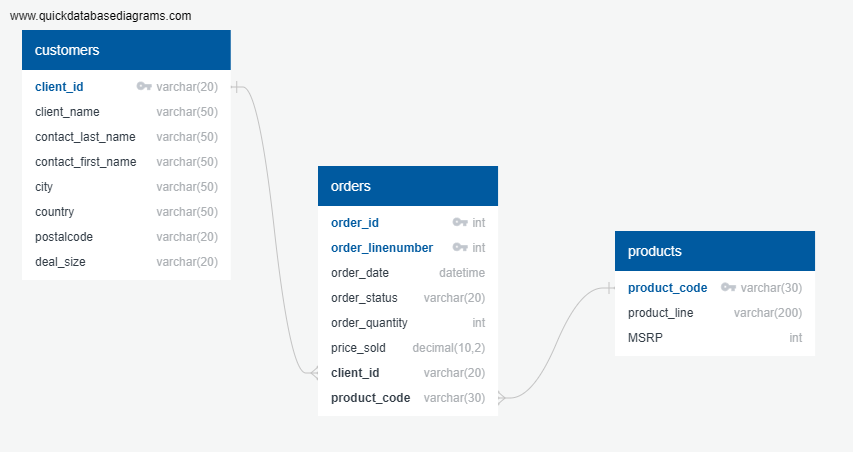 www.quickdatabasediagrams.com
customers
client_id varchar(20)
client_name varchar(50)
contact_last_name varchar(50)
contact_first_name varchar(50)
city varchar(50)
country varchar(50)
postalcode varchar(20)
deal_size varchar(20)
orders
order_id int
order_linenumber int
order_date datetime
order_status varchar(20)
order_quantity int
price_sold decimal(10,2)
client_id varchar(20)
product_code varchar(30)
products
product_code varchar(30)
product_line varchar(200)
MSRP int